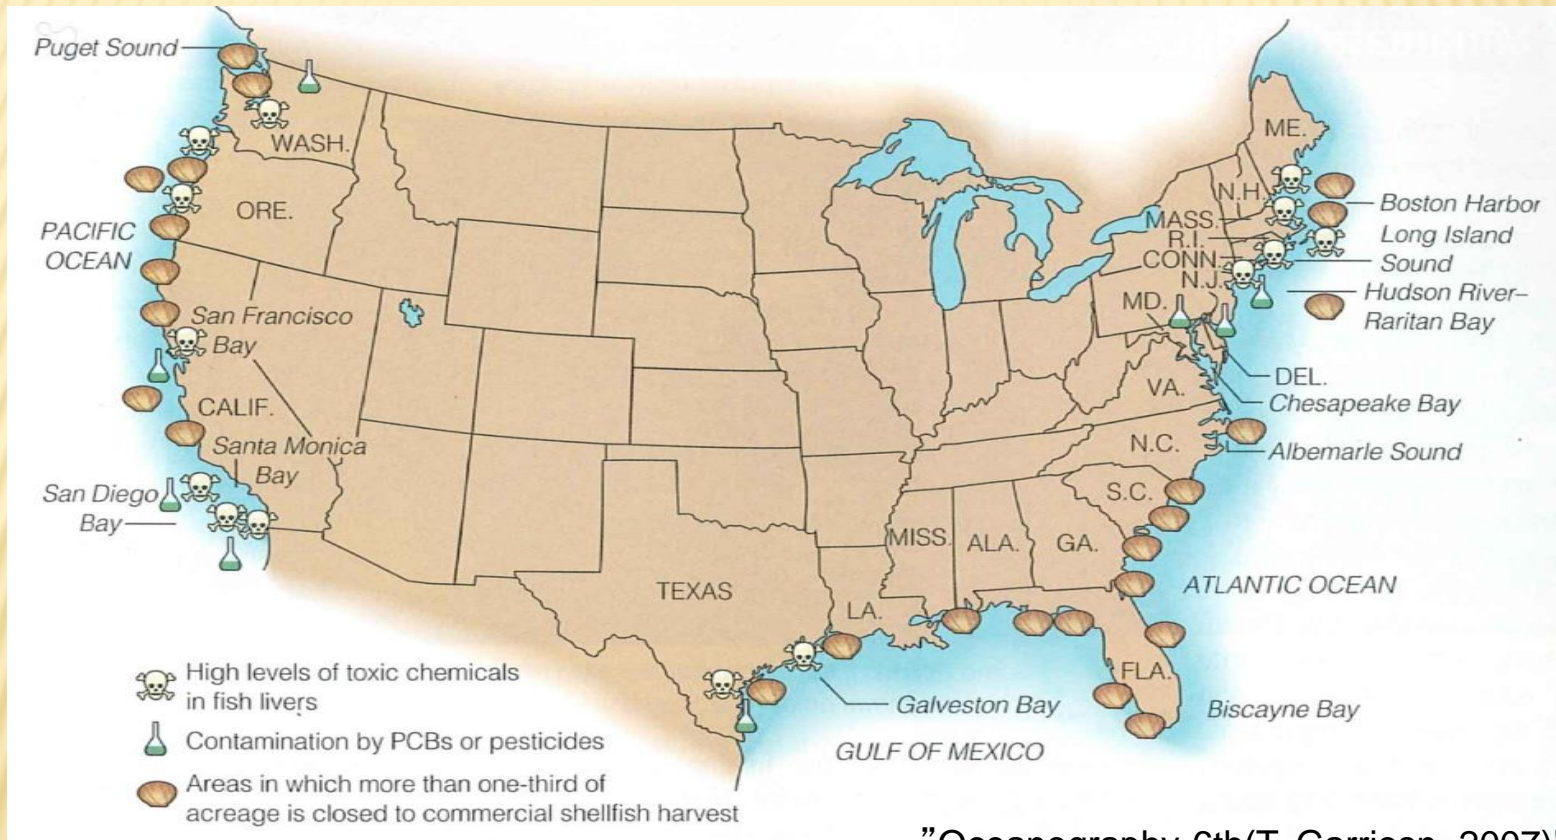 Puget Sound
WASH.
ORE.
PACIFIC
OCEAN
San Francisco
Bay
CALIF.
Santa Monica
Bay
San Diego
Bay
TEXAS
LA.
MISS.
ALA.
GA.
FLA.
S.C.
N.C.
VA.
MD.
N.J.
CONN.
R.I.
MASS.
N.H.
ME.
Boston Harbor
Long Island
Sound
Hudson River–
Raritan Bay
DEL.
Chesapeake Bay
Albemarle Sound
ATLANTIC OCEAN
Biscayne Bay
Galveston Bay
GULF OF MEXICO
High levels of toxic chemicals
in fish livers
Contamination by PCBs or pesticides
Areas in which more than one-third of
acreage is closed to commercial shellfish harvest